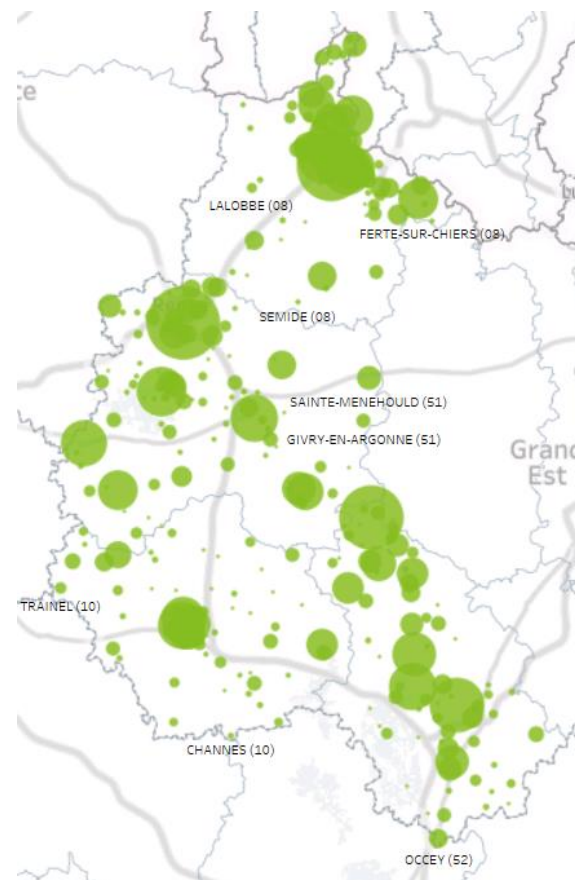 ce
LALOBBE (08)
FERTE-SUR-CHIERS (08)
SEMIDE (08)
SAINTE-MENEHOULD (51)
GIVRY-EN-ARGONNE (51)
Grand
Est
TRAINEL (10)
CHANNES (10)
OCCEY (52)